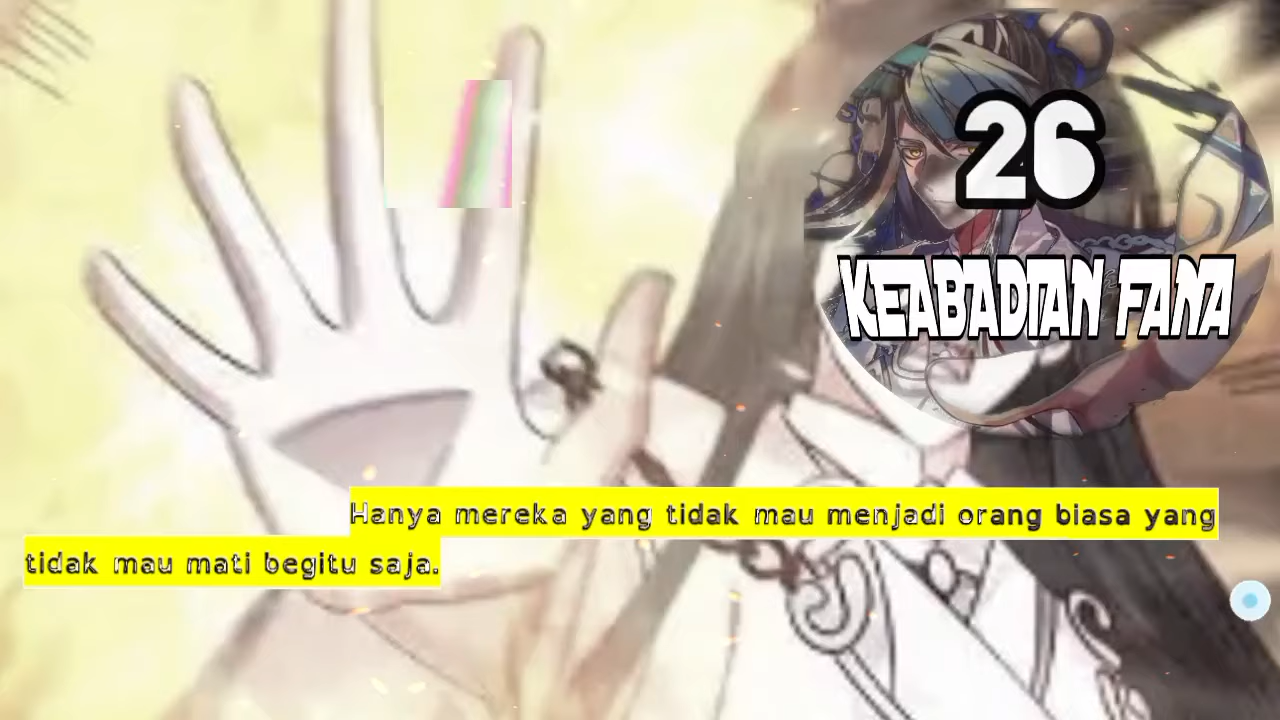 26
KEABADIAN FANA
Hanya mereka yang tidak mau menjadi orang biasa yang
tidak mau mati begitu saja.